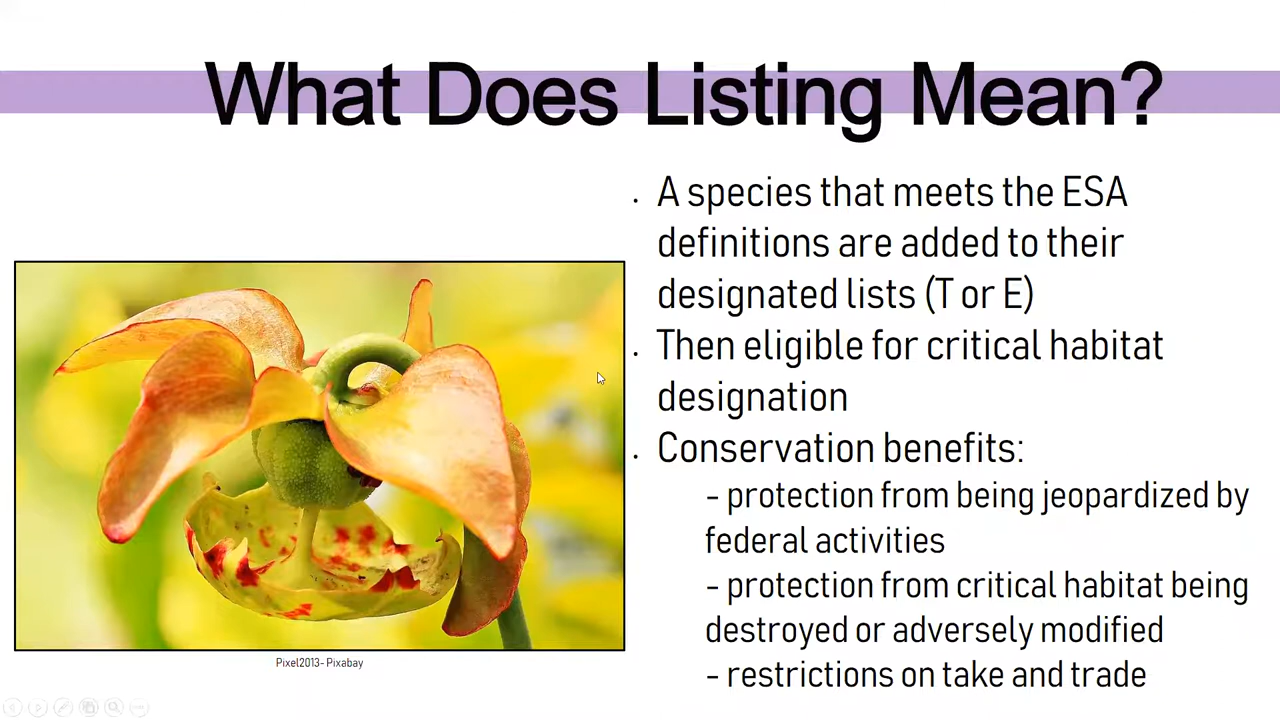 What Does Listing Mean?
. A species that meets the ESA
definitions are added to their
designated lists (T or E)
. Then eligible for critical habitat
designation
. Conservation benefits:
- protection from being jeopardized by
federal activities
- protection from critical habitat being
destroyed or adversely modified
- restrictions on take and trade
Pixel2013- Pixabay